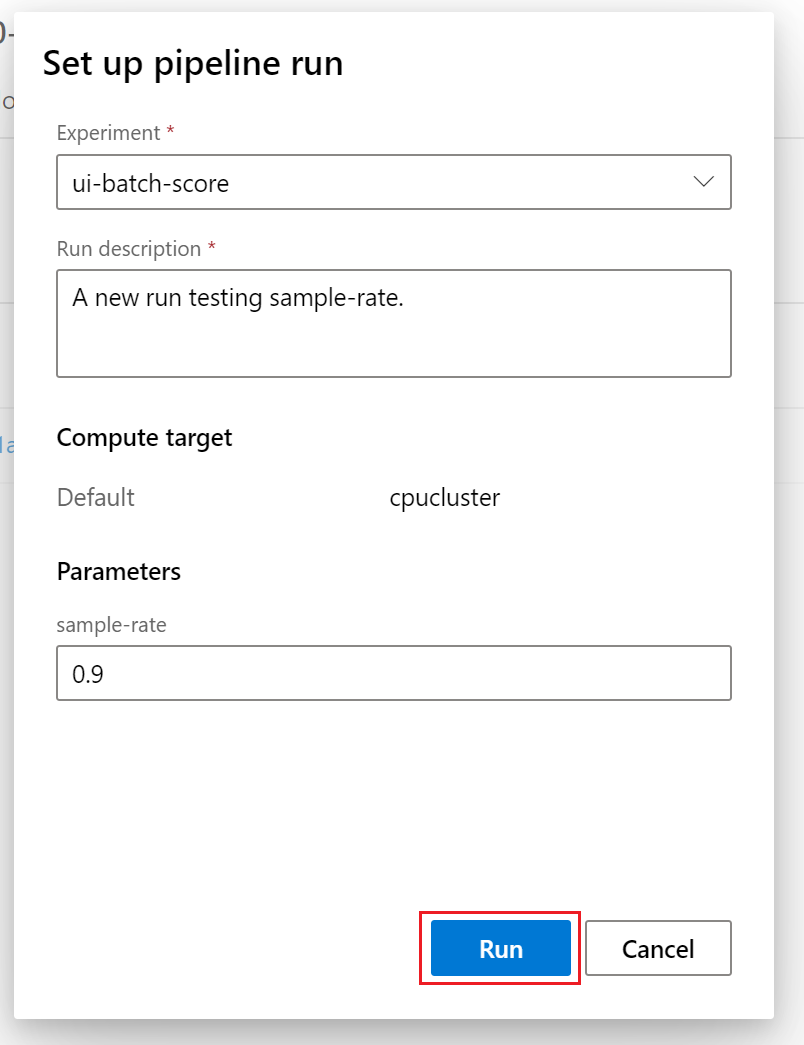 Set up pipeline run
Experiment *
ui-batch-score
Run description *
A new run testing sample-rate.
Compute target
Default cpucluster
Parameters
sample-rate
0.9
Run Cancel